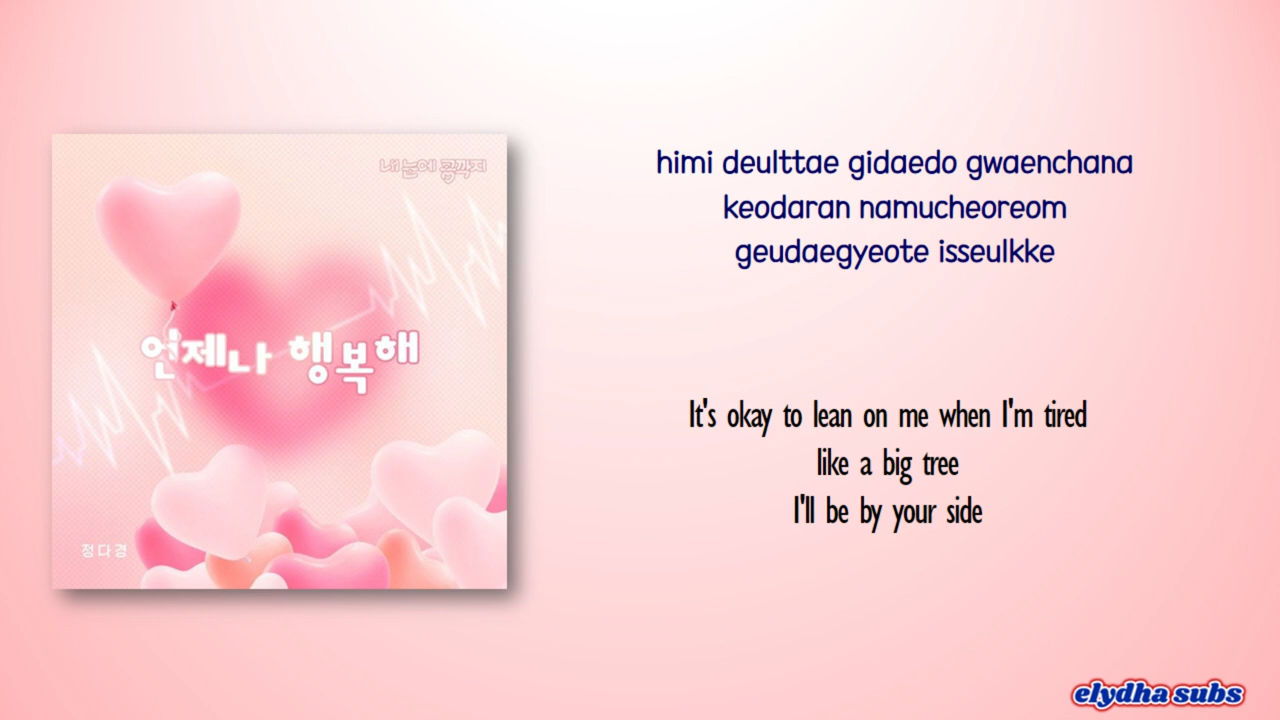 내 눈에 콩깍지
언제나 행복해
정다경
himi deulttae gidaedo gwaenchana
keodaran namucheoreom
geudaegyeote isseulkke
It's okay to lean on me when I'm tired
like a big tree
I'll be by your side
elydha subs